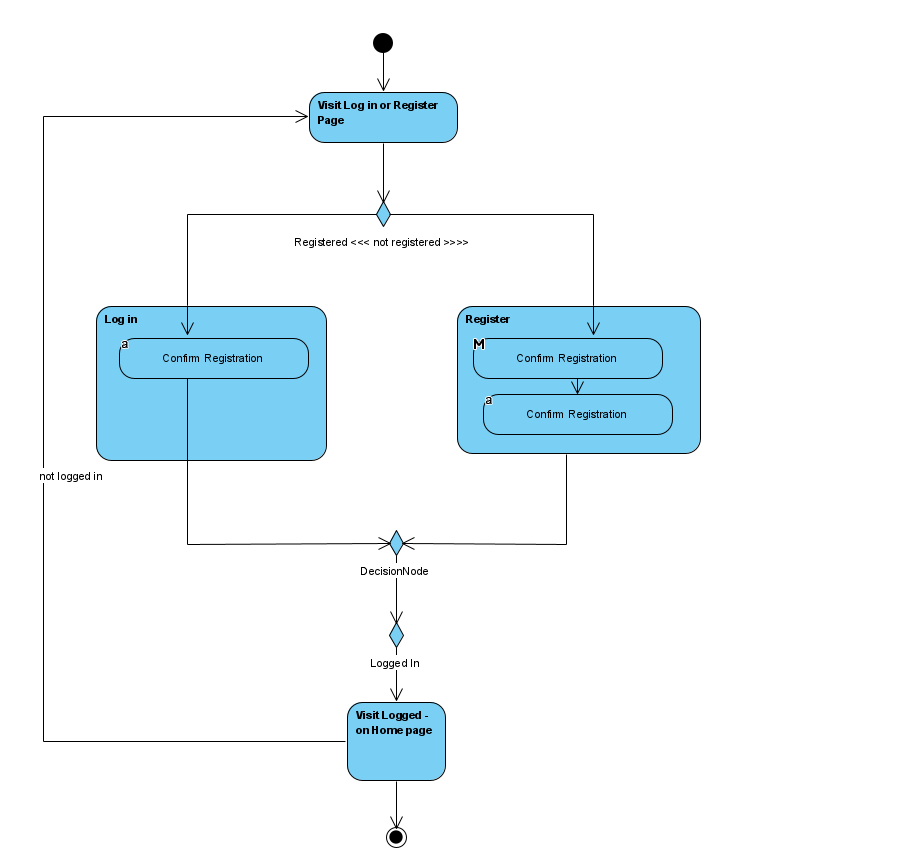 Visit Log in or Register
Page
Registered <<< not registered >>>>
Log in
a
Confirm Registration
Register
M
Confirm Registration
a
Confirm Registration
not logged in
DecisionNode
Logged In
Visit Logged -
on Home page